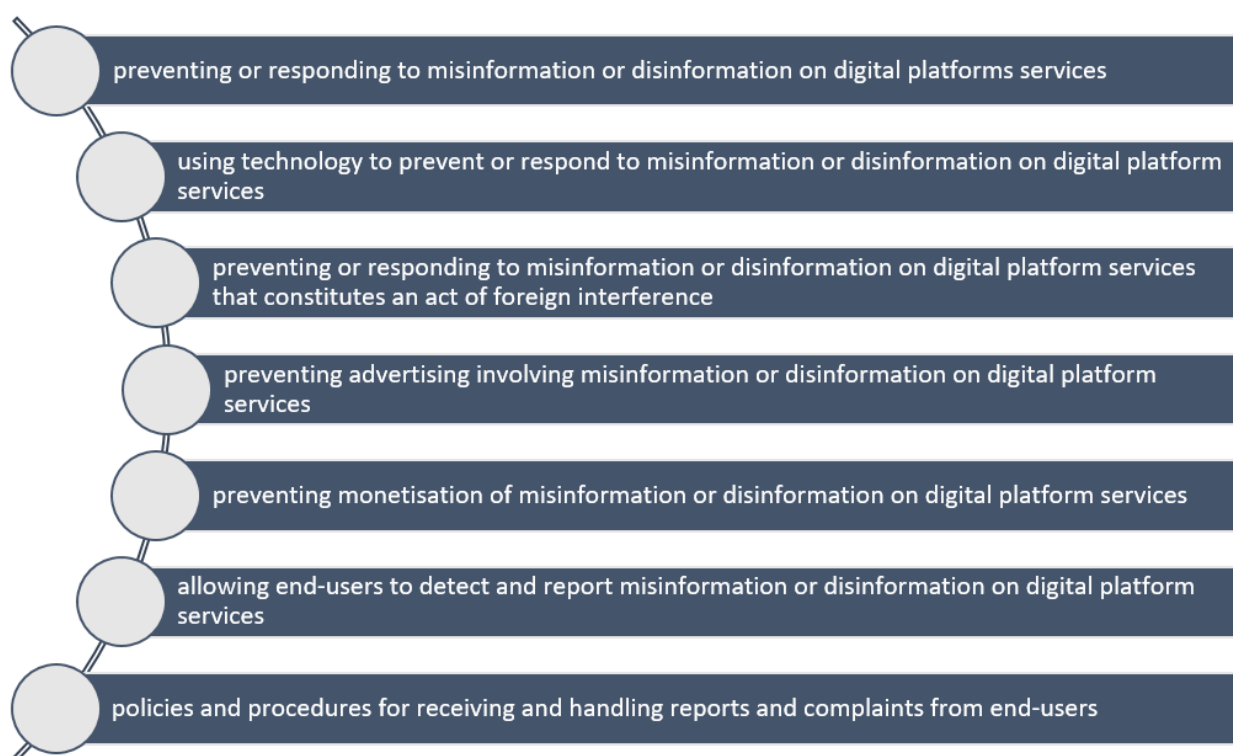 preventing or responding to misinformation or disinformation on digital platforms services
using technology to prevent or respond to misinformation or disinformation on digital platform
services
preventing or responding to misinformation or disinformation on digital platform services
that constitutes an act of foreign interference
preventing advertising involving misinformation or disinformation on digital platform
services
preventing monetisation of misinformation or disinformation on digital platform services
allowing end-users to detect and report misinformation or disinformation on digital platform
services
policies and procedures for receiving and handling reports and complaints from end-users